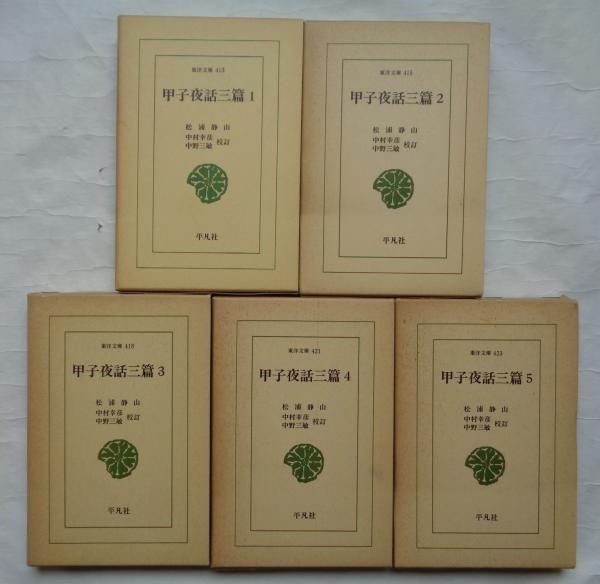 東洋文庫 413
甲子夜話三篇 1
松浦静山
中村幸彦
中野三敏
校訂
平凡社
東洋文庫 415
甲子夜話三篇 2
松浦静山
中村幸彦
中野三敏
校訂
平凡社
東洋文庫 418
甲子夜話三篇 3
松浦静山
中村幸彦
中野三敏
校訂
平凡社
東洋文庫 421
甲子夜話三篇 4
松浦静山
中村幸彦
中野三敏
校訂
平凡社
東洋文庫 423
甲子夜話三篇 5
松浦静山
中村幸彦
中野三敏
校訂
平凡社